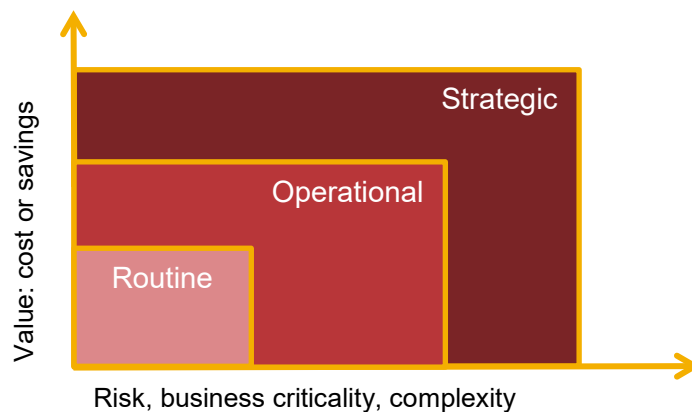 Value: cost or savings
Strategic
Operational
Routine
Risk, business criticality, complexity